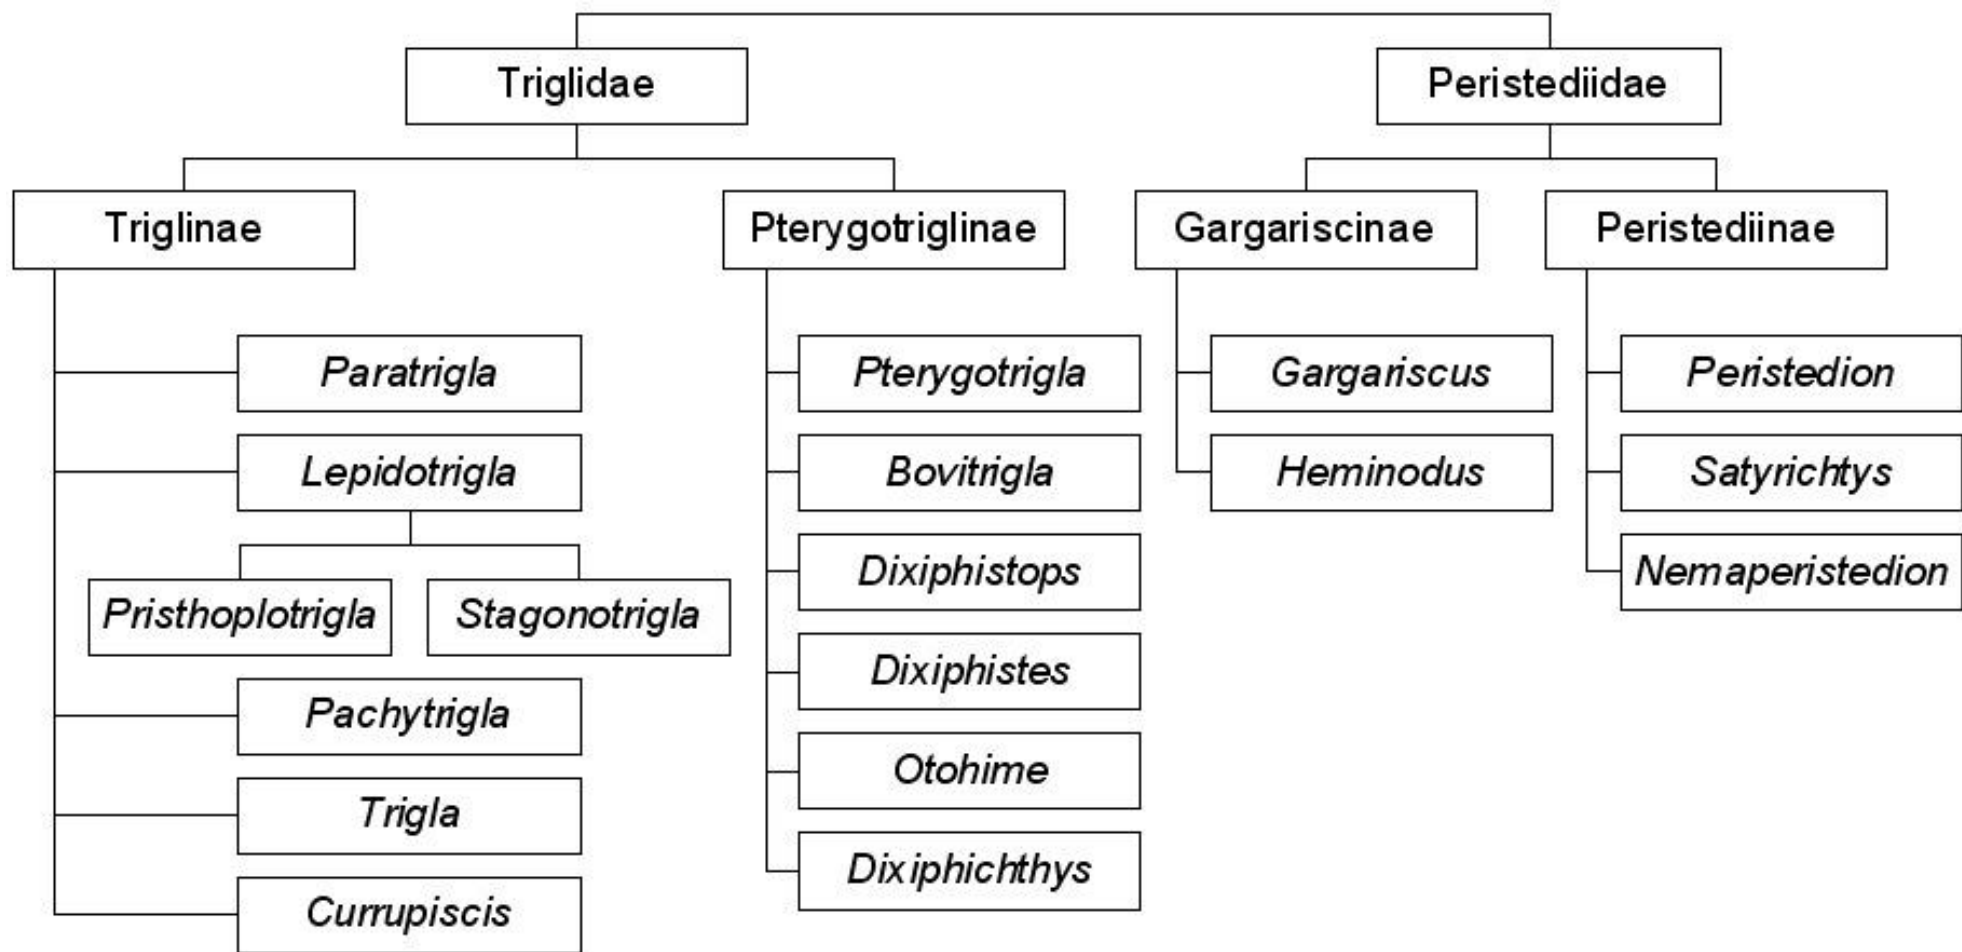 Triglidae
Peristediidae
Triglinae
Pterygotriglinae
Gargariscinae
Peristediinae
Paratrigla
Lepidotrigla
Pristhoplotrigla
Stagonotrigla
Pachytrigla
Trigla
Currupiscis
Pterygotrigla
Bovitrigla
Dixiphistops
Dixiphistes
Otohime
Dixiphichthys
Gargariscus
Heminodus
Peristedion
Satyrichtys
Nemaperistedion